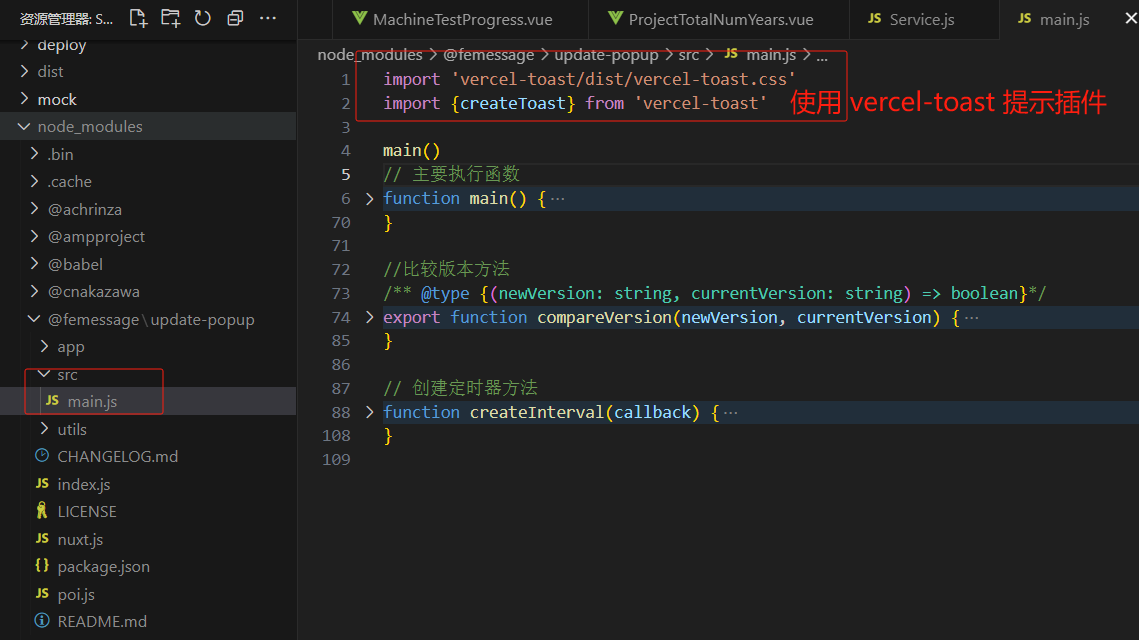 资源管理器: S...
MachineTestProgress.vue
ProjectTotalNumYears.vue
JS Service.js
JS main.js
deploy
dist
mock
node_modules
.bin
.cache
@achrinza
@ampproject
@babel
@cnakazawa
@femessage\update-popup
app
src
JS main.js
utils
CHANGELOG.md
JS index.js
LICENSE
JS nuxt.js
{} package.json
JS poi.js
README.md
node_modules > @femessage > update-popup > src > JS main.js > ...
1 import 'vercel-toast/dist/vercel-toast.css'
2 import {createToast} from 'vercel-toast'
使用 vercel-toast 提示插件
3
4 main()
5 // 主要执行函数
6 function main() { ...
70 }
71
72 //比较版本方法
73 /** @type {(newVersion: string, currentVersion: string) => boolean}*/
74 export function compareVersion(newVersion, currentVersion) { ...
85 }
86
87 // 创建定时器方法
88 function createInterval(callback) { ...
108 }
109